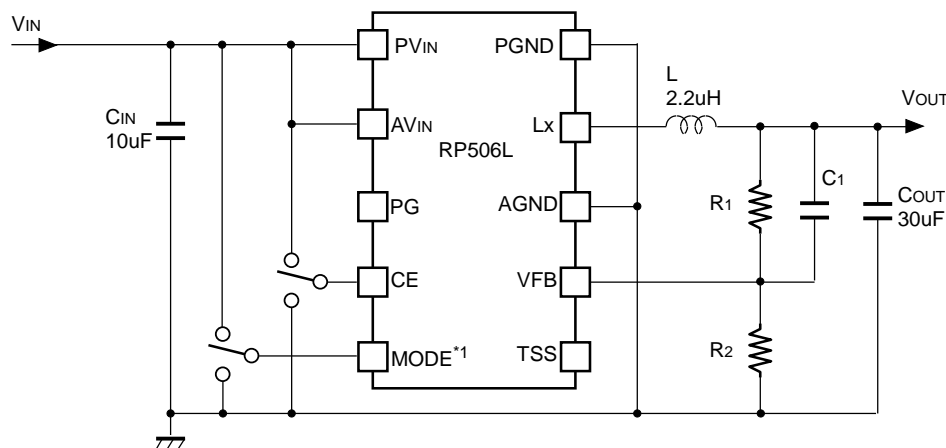 VIN
CIN
10uF
PVIN
AVIN
PG
CE
MODE*1
RP506L
PGND
Lx
AGND
VFB
TSS
L
2.2uH
R1
R2
C1
VOUT
COUT
30uF